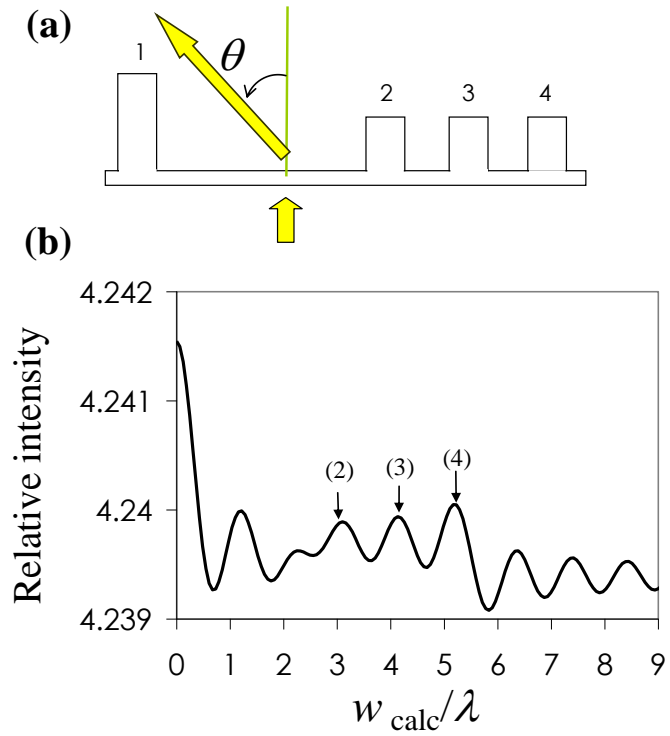 (a)
1
θ
2 3 4
(b)
4.242
4.241
4.24
4.239
Relative intensity
(2) (3) (4)
0 1 2 3 4 5 6 7 8 9
w calc/λ